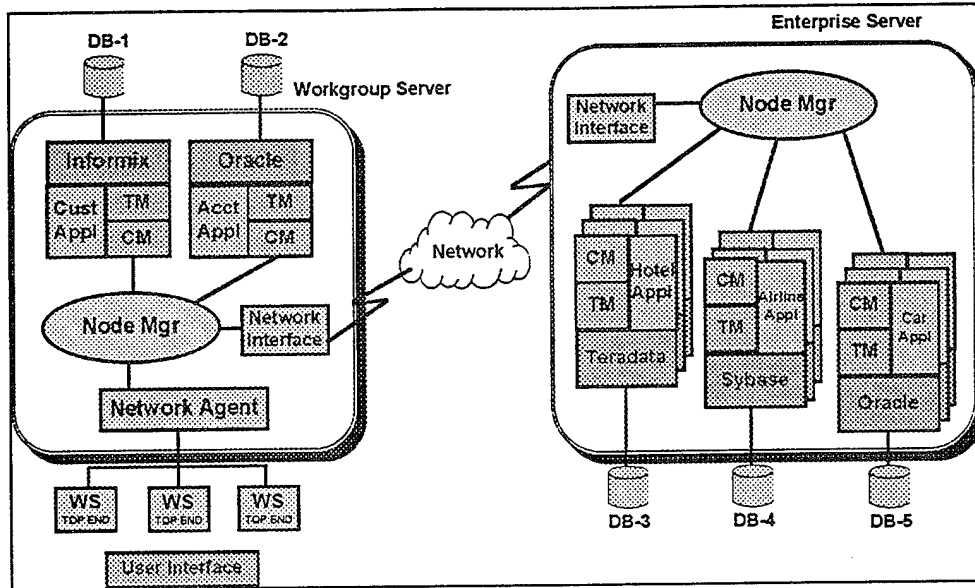 Enterprise Server
DB-1
DB-2
Workgroup Server
Informix
Cust
Appl
TM
CM
Oracle
Acct
Appl
TM
CM
Node Mgr
Network
Interface
Network Agent
WS
TOP END
WS
TOP END
WS
TOP END
User Interface
Network
Network
Interface
Node Mgr
CM
TM
Hotel
Appl
Teradata
CM
TM
Airline
Appl
Sybase
CM
TM
Car
Appl
Oracle
DB-3
DB-4
DB-5